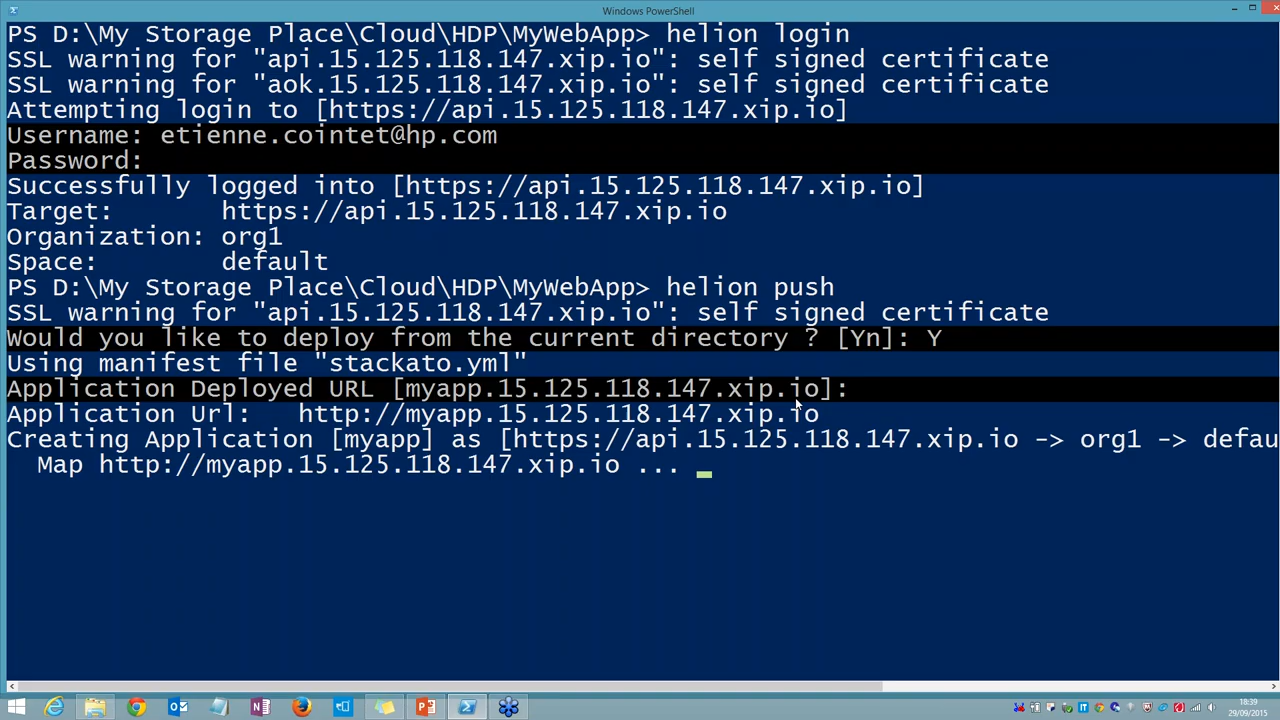 Windows PowerShell
PS D:\My Storage Place\Cloud\HDP\MyWebApp> helion login
SSL warning for "api.15.125.118.147.xip.io": self signed certificate
SSL warning for "aok.15.125.118.147.xip.io": self signed certificate
Attempting login to [https://api.15.125.118.147.xip.io]
Username: etienne.cointet@hp.com
Password:
Successfully logged into [https://api.15.125.118.147.xip.io]
Target:       https://api.15.125.118.147.xip.io
Organization: org1
Space:        default
PS D:\My Storage Place\Cloud\HDP\MyWebApp> helion push
SSL warning for "api.15.125.118.147.xip.io": self signed certificate
Would you like to deploy from the current directory ? [Yn]: Y
Using manifest file "stackato.yml"
Application Deployed URL [myapp.15.125.118.147.xip.io]:
Application Url:   http://myapp.15.125.118.147.xip.io
Creating Application [myapp] as [https://api.15.125.118.147.xip.io -> org1 -> defau
  Map http://myapp.15.125.118.147.xip.io ...
18:39
29/09/2015